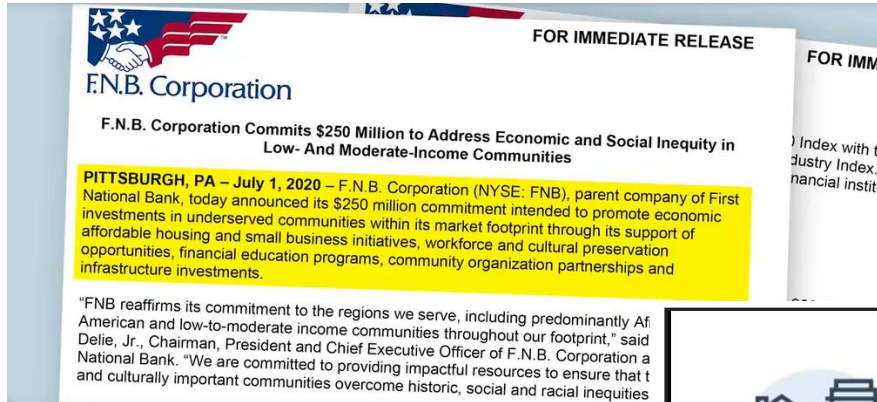 FOR IMMEDIATE RELEASE
F.N.B. Corporation
F.N.B. Corporation Commits $250 Million to Address Economic and Social Inequity in
Low- And Moderate-Income Communities
PITTSBURGH, PA – July 1, 2020 – F.N.B. Corporation (NYSE: FNB), parent company of First
National Bank, today announced its $250 million commitment intended to promote economic
investments in underserved communities within its market footprint through its support of
affordable housing and small business initiatives, workforce and cultural preservation
opportunities, financial education programs, community organization partnerships and
infrastructure investments.
“FNB reaffirms its commitment to the regions we serve, including predominantly
American and low-to-moderate income communities throughout our footprint,” said
Delie, Jr., Chairman, President and Chief Executive Officer of F.N.B. Corporation a
National Bank. “We are committed to providing impactful resources to ensure that t
and culturally important communities overcome historic, social and racial inequities
FOR IMM
Index with t
dustry Index.
nancial instit